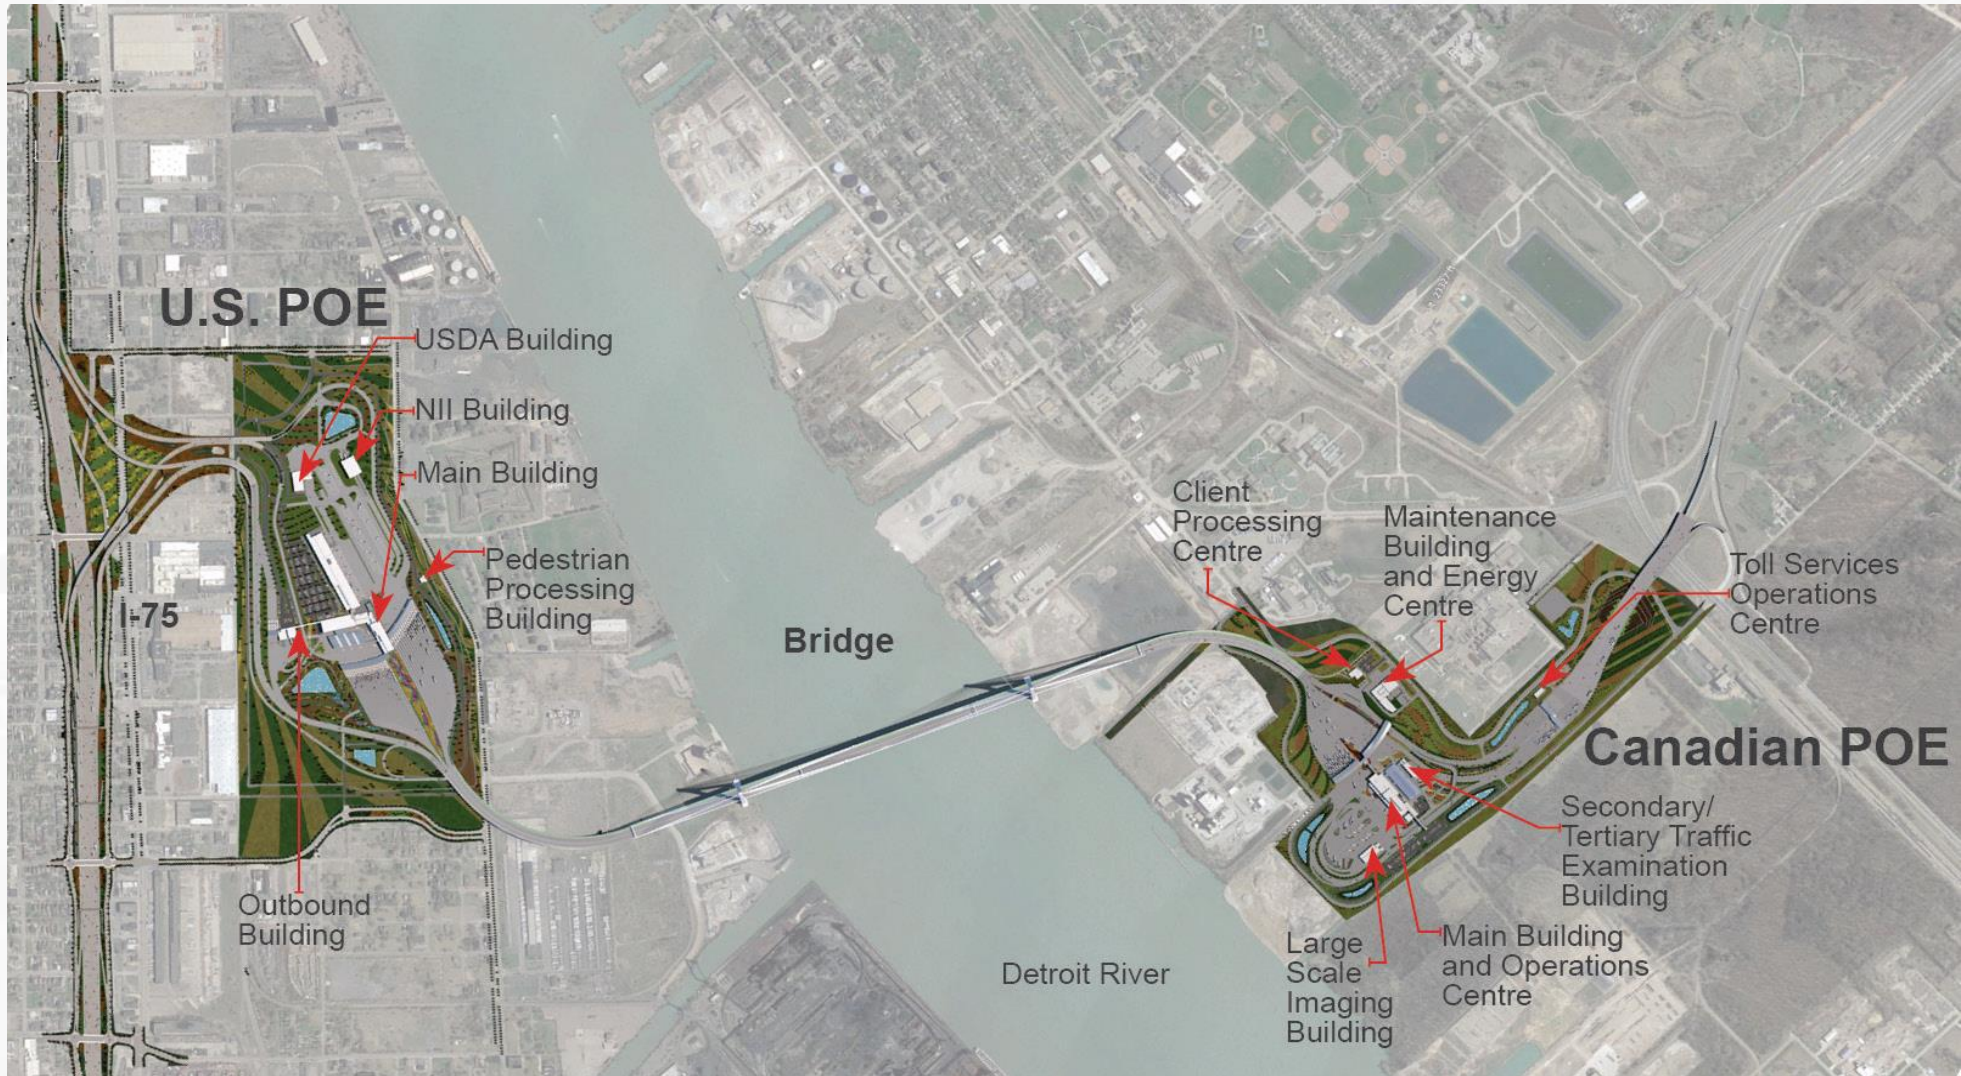 U.S. POE
USDA Building
NII Building
Main Building
Pedestrian
Processing
Building
I-75
Outbound
Building
Bridge
Detroit River
Client
Processing
Centre
Maintenance
Building
and Energy
Centre
Toll Services
Operations
Centre
Canadian POE
Secondary/
Tertiary Traffic
Examination
Building
Main Building
and Operations
Centre
Large
Scale
Imaging
Building